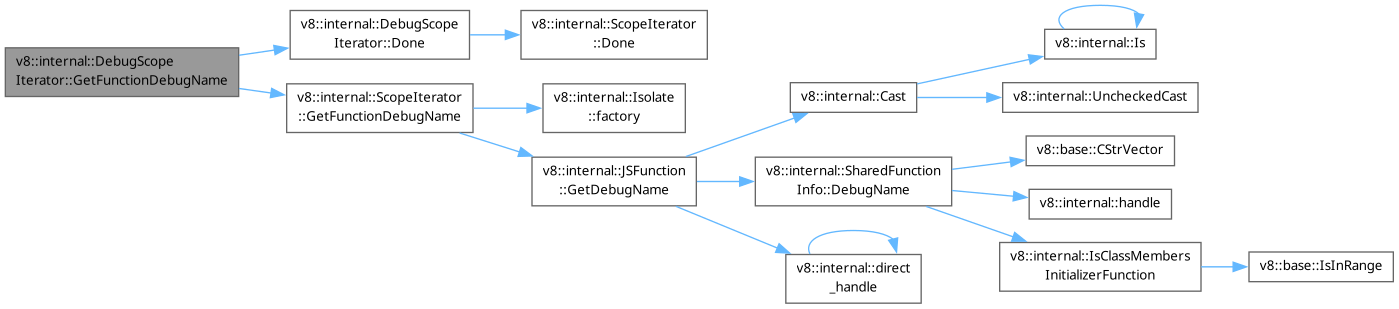 v8::internal::DebugScope
Iterator::GetFunctionDebugName
v8::internal::DebugScope
Iterator::Done
v8::internal::ScopeIterator
::Done
v8::internal::ScopeIterator
::GetFunctionDebugName
v8::internal::Isolate
::factory
v8::internal::JSFunction
::GetDebugName
v8::internal::Cast
v8::internal::Is
v8::internal::UncheckedCast
v8::internal::SharedFunction
Info::DebugName
v8::base::CStrVector
v8::internal::handle
v8::internal::IsClassMembers
InitializerFunction
v8::base::IsInRange
v8::internal::direct
_handle